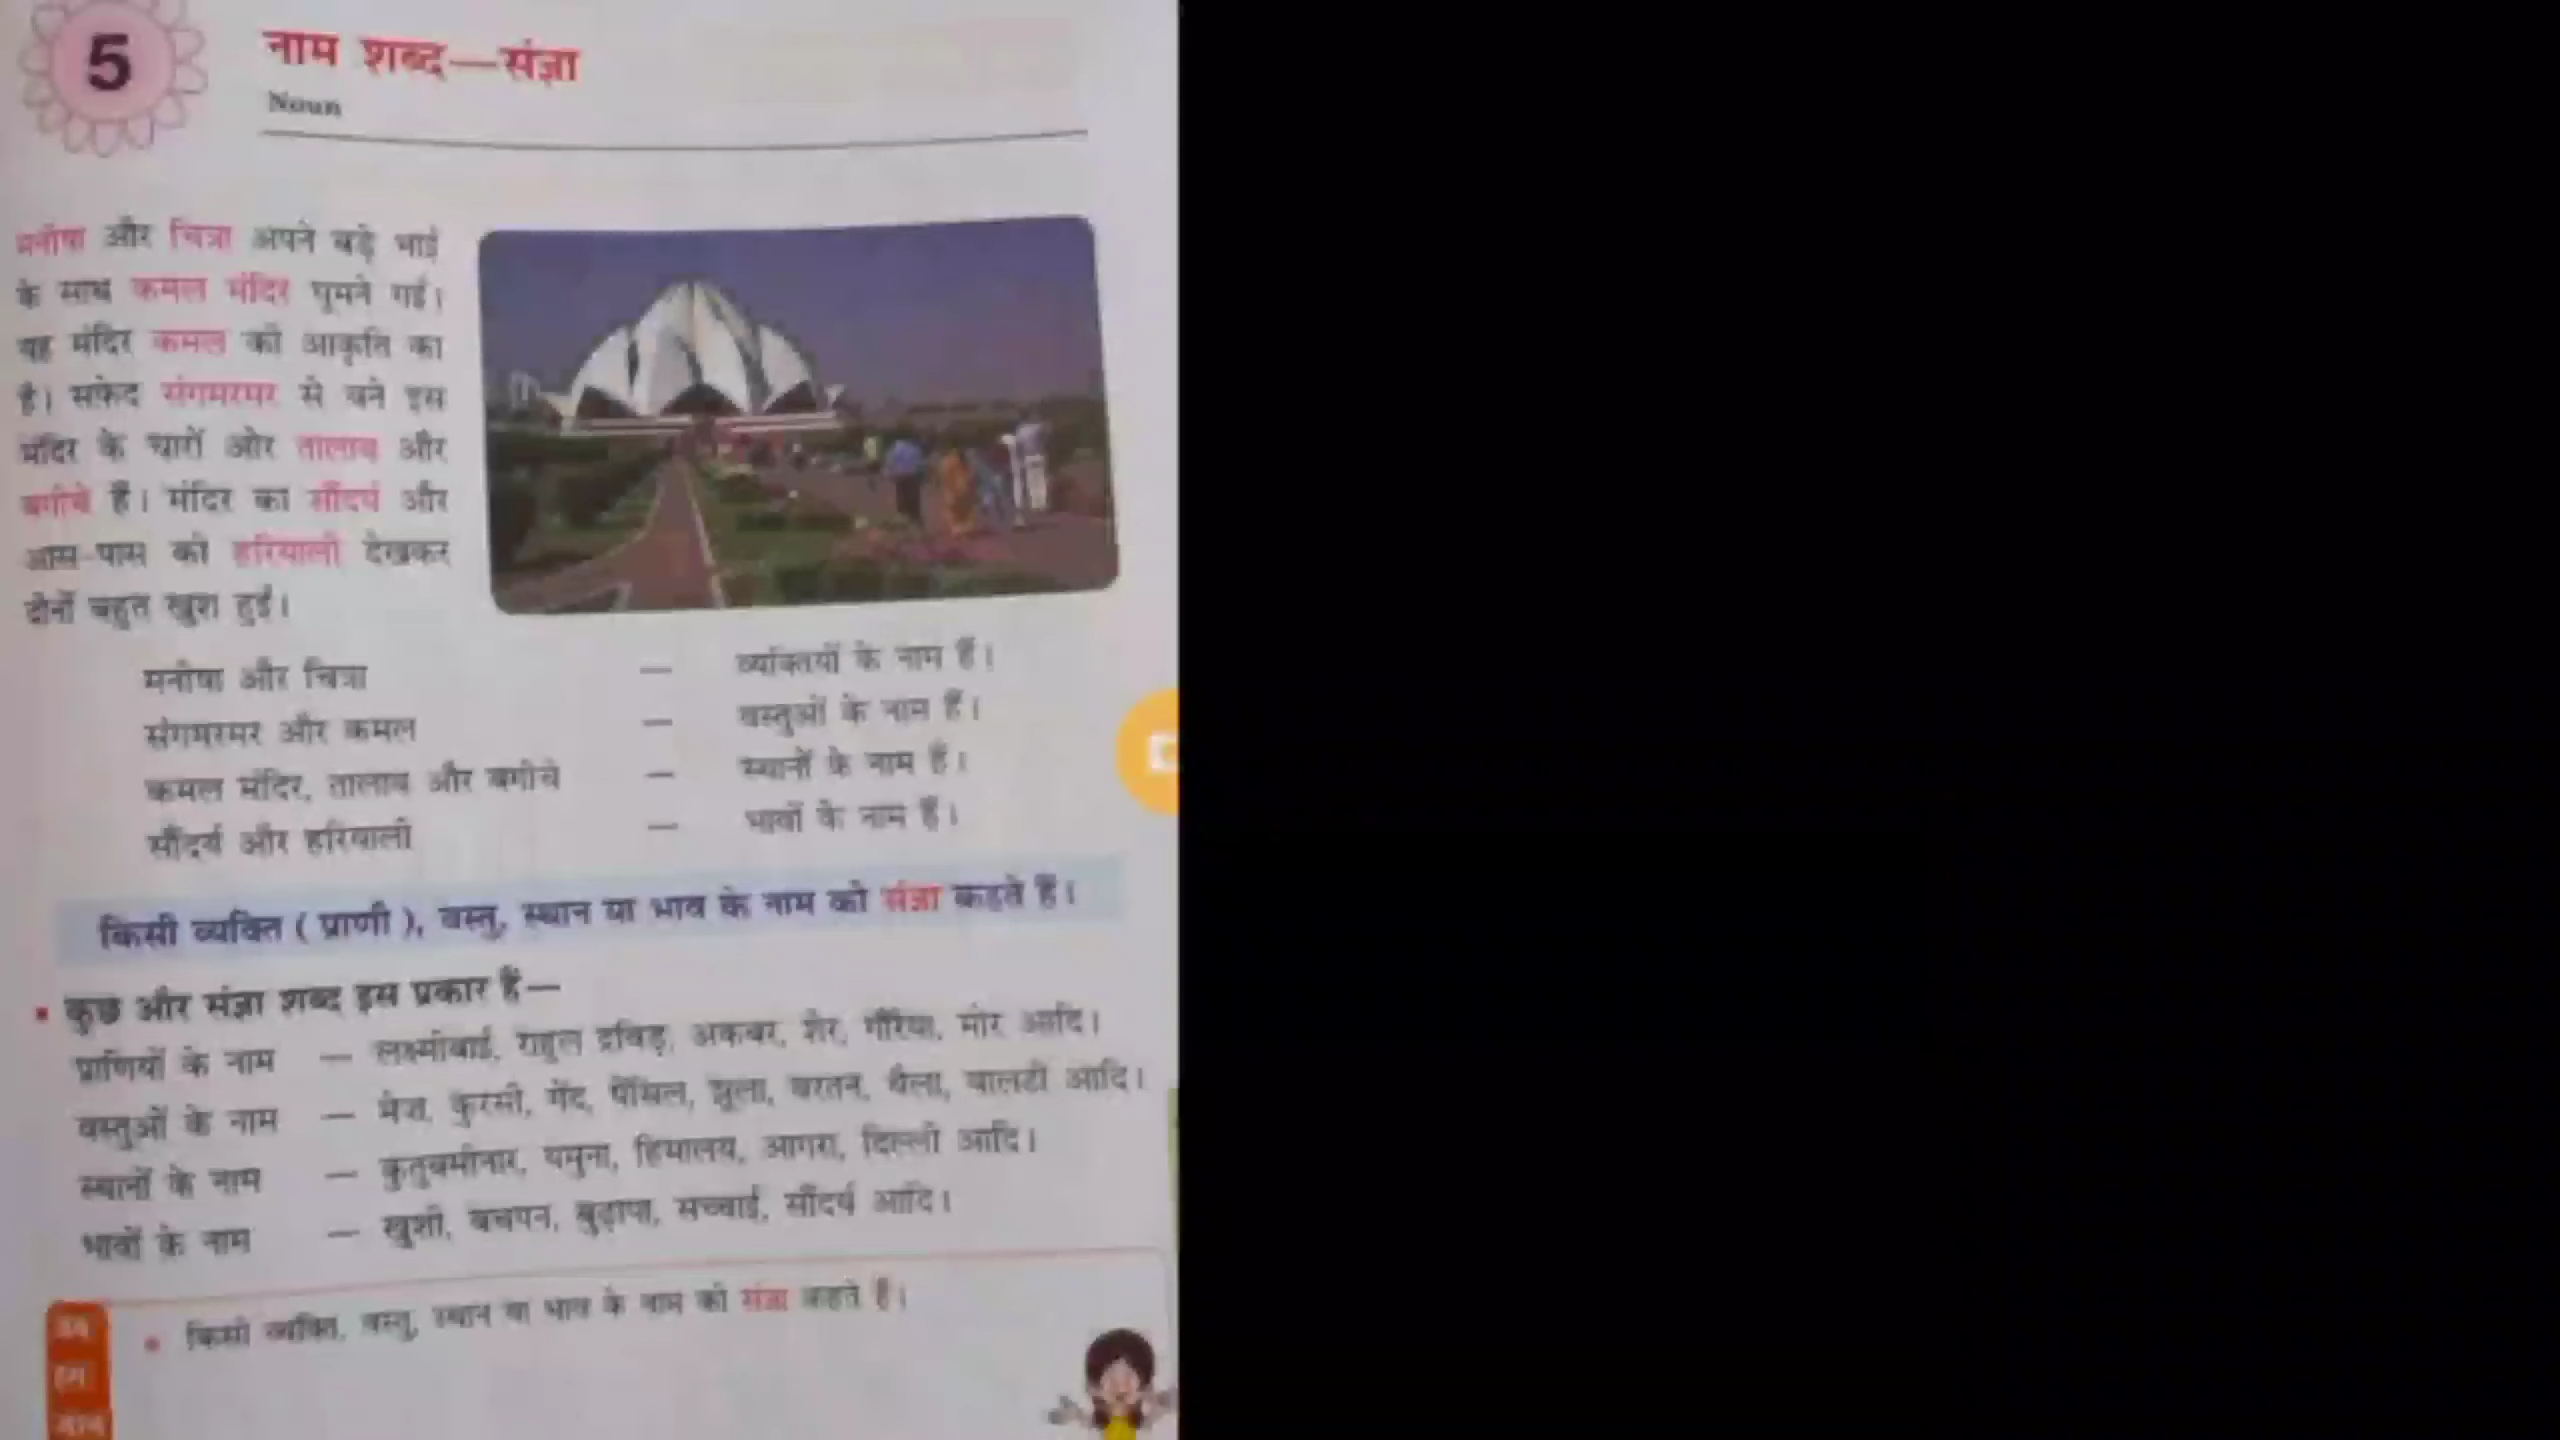 5
नाम शब्द—संज्ञा
Noun
मनीषा और चित्रा अपने बड़े भाई
के साथ कमल मंदिर घूमने गईं।
यह मंदिर कमल की आकृति का
है। सफ़ेद संगमरमर से बने इस
मंदिर के चारों ओर तालाब और
बगीचे हैं। मंदिर का सौंदर्य और
आस-पास की हरियाली देखकर
दोनों बहुत खुश हुईं।
मनीषा और चित्रा — व्यक्तियों के नाम हैं।
संगमरमर और कमल — वस्तुओं के नाम हैं।
कमल मंदिर, तालाब और बगीचे — स्थानों के नाम हैं।
सौंदर्य और हरियाली — भावों के नाम हैं।
किसी व्यक्ति ( प्राणी ), वस्तु, स्थान या भाव के नाम को संज्ञा कहते हैं।
• कुछ और संज्ञा शब्द इस प्रकार हैं—
प्राणियों के नाम — लक्ष्मीबाई, राहुल द्रविड़, अकबर, शेर, गौरैया, मोर आदि।
वस्तुओं के नाम — मेज़, कुरसी, गेंद, पेंसिल, झूला, बरतन, थैला, बालटी आदि।
स्थानों के नाम — कुतुबमीनार, यमुना, हिमालय, आगरा, दिल्ली आदि।
भावों के नाम — खुशी, बचपन, बुढ़ापा, सच्चाई, सौंदर्य आदि।
• किसी व्यक्ति, वस्तु, स्थान या भाव के नाम को संज्ञा कहते हैं।